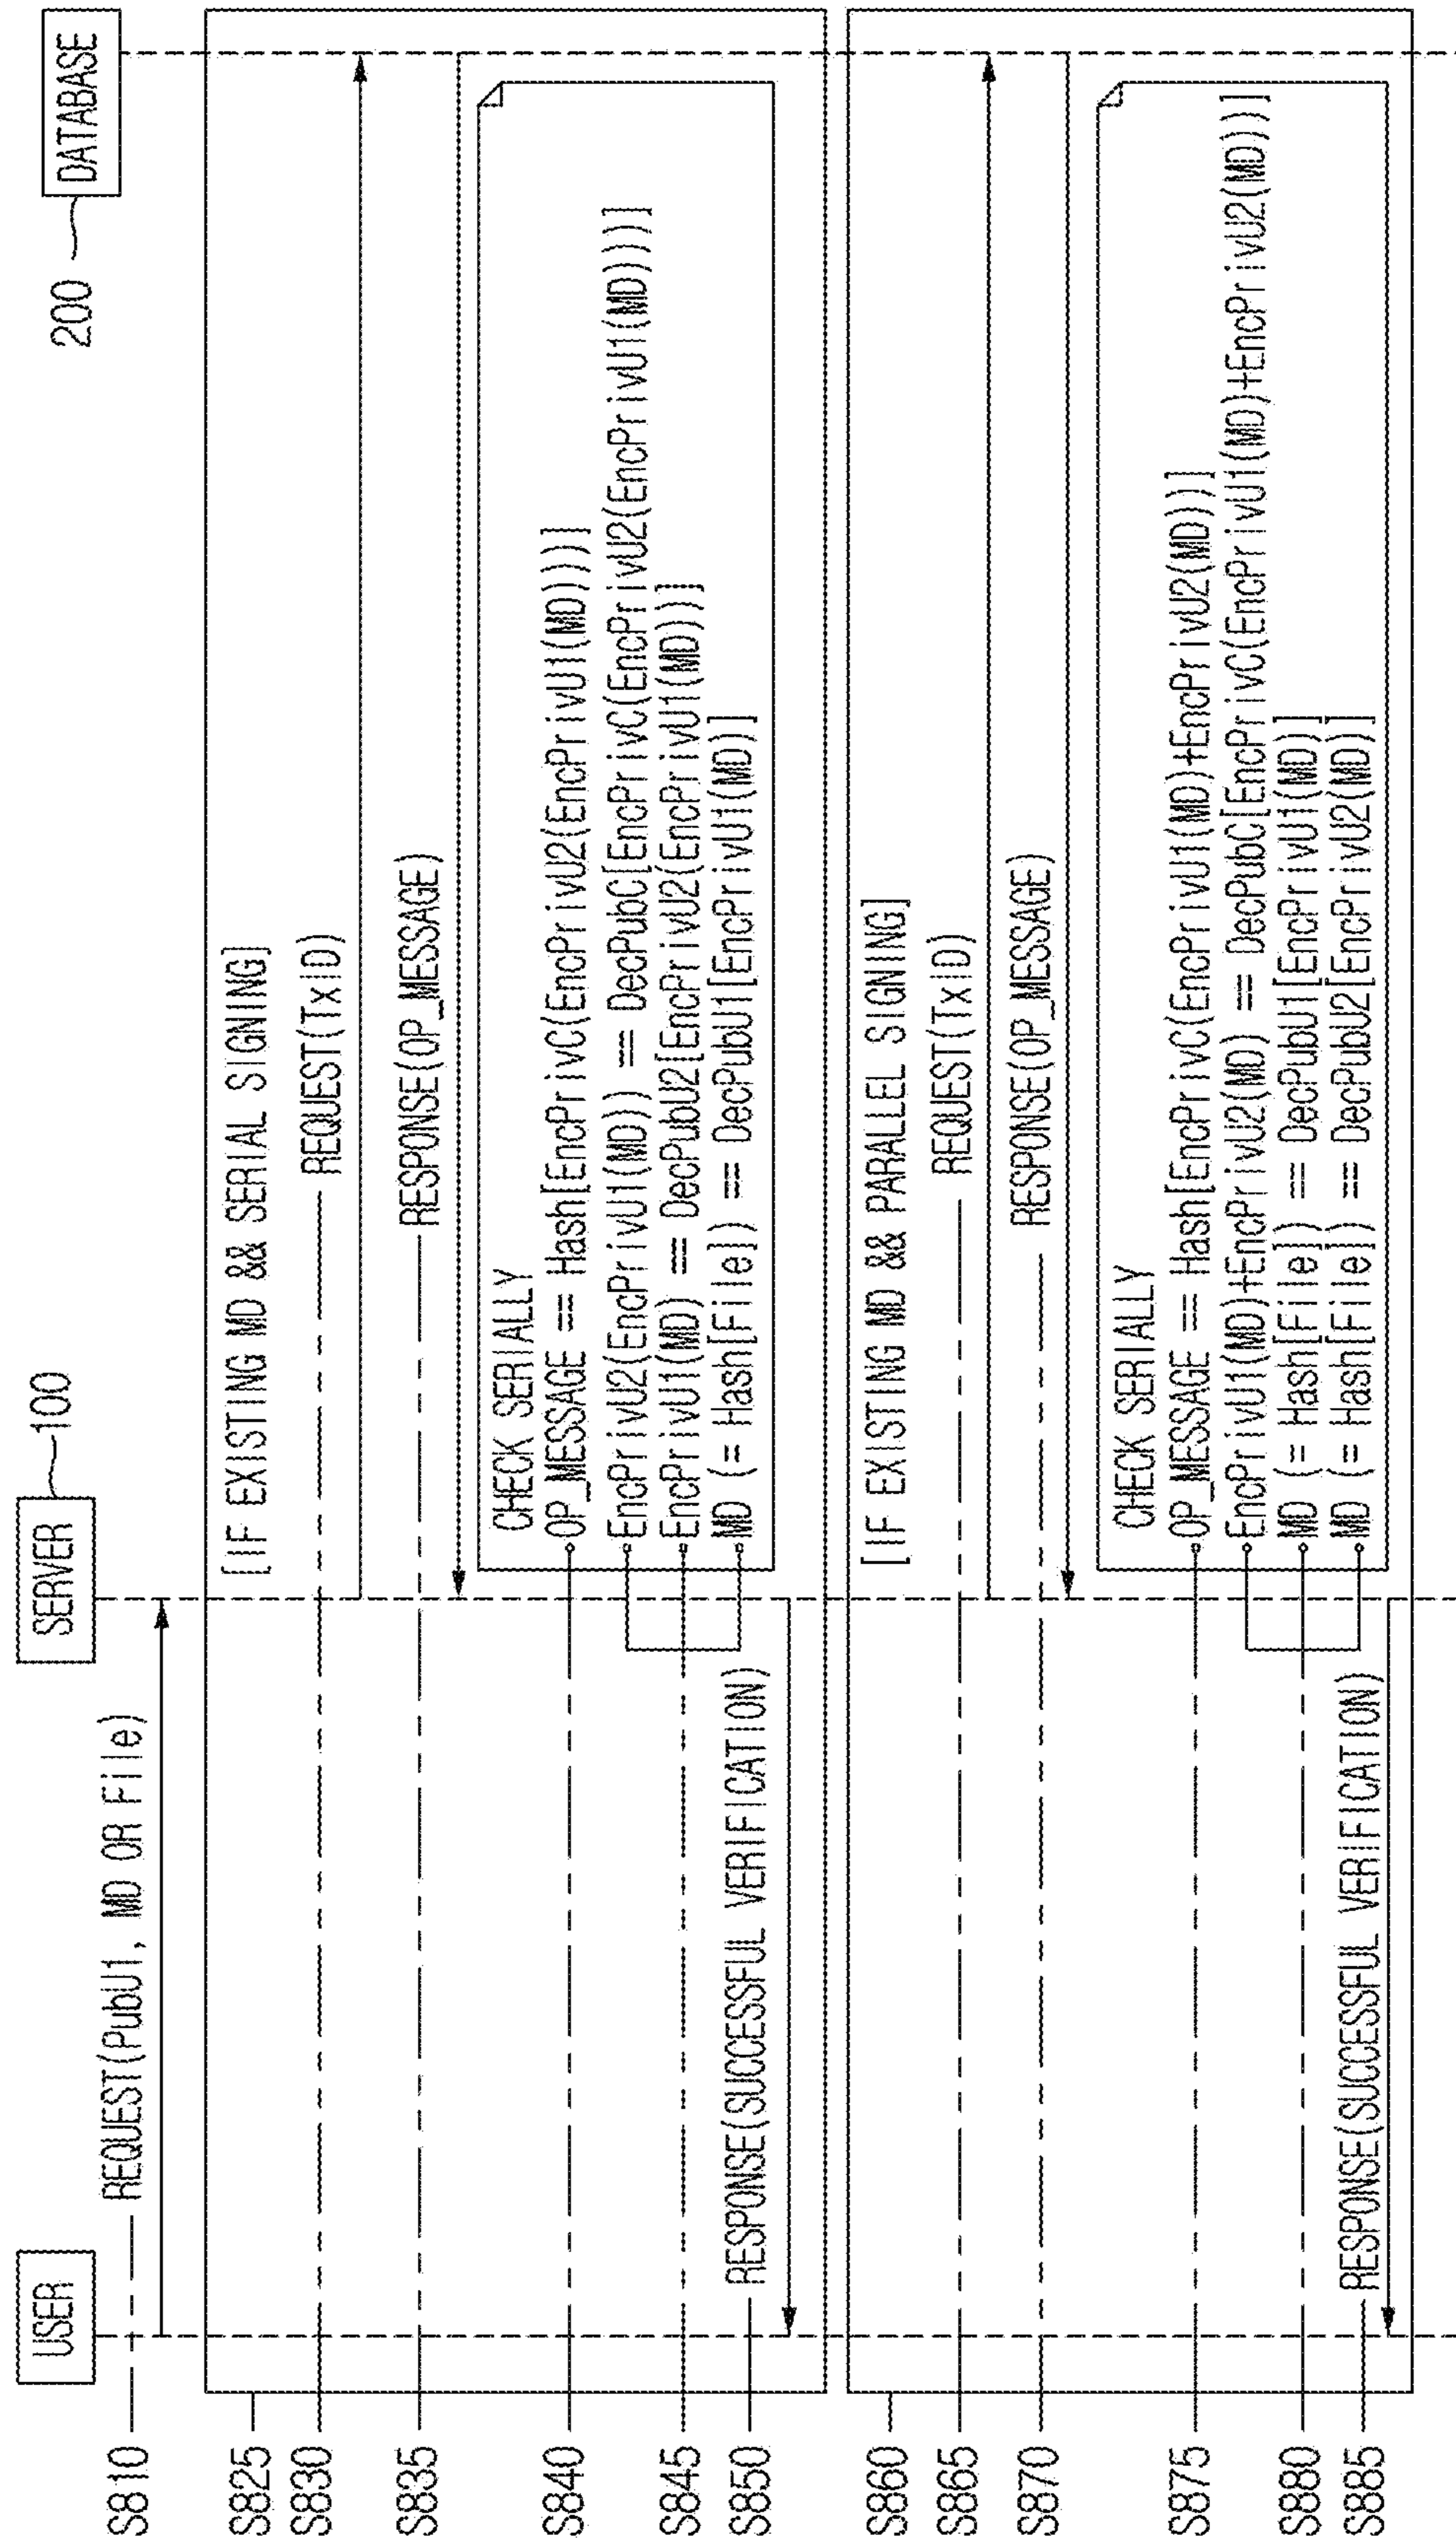 USER
SERVER
100
200
DATABASE
S810
REQUEST(PubU1, MD OR File)
S825
[IF EXISTING MD && SERIAL SIGNING]
S830
REQUEST(TxID)
S835
RESPONSE(OP_MESSAGE)
CHECK SERIALLY
S840
OP_MESSAGE == Hash[EncPrivC(EncPrivU2(EncPrivU1(MD)))]
EncPrivU2(EncPrivU1(MD)) == DecPubC[EncPrivC(EncPrivU2(EncPrivU1(MD)))]
S845
EncPrivU1(MD) == DecPubU2[EncPrivU2(EncPrivU1(MD))]
MD (= Hash[File]) == DecPubU1[EncPrivU1(MD)]
S850
RESPONSE(SUCCESSFUL VERIFICATION)
S860
[IF EXISTING MD && PARALLEL SIGNING]
S865
REQUEST(TxID)
S870
RESPONSE(OP_MESSAGE)
CHECK SERIALLY
S875
OP_MESSAGE == Hash[EncPrivC(EncPrivU1(MD)+EncPrivU2(MD))]
EncPrivU1(MD)+EncPrivU2(MD) == DecPubC[EncPrivC(EncPrivU1(MD)+EncPrivU2(MD))]
S880
MD (= Hash[File]) == DecPubU1[EncPrivU1(MD)]
MD (= Hash[File]) == DecPubU2[EncPrivU2(MD)]
S885
RESPONSE(SUCCESSFUL VERIFICATION)